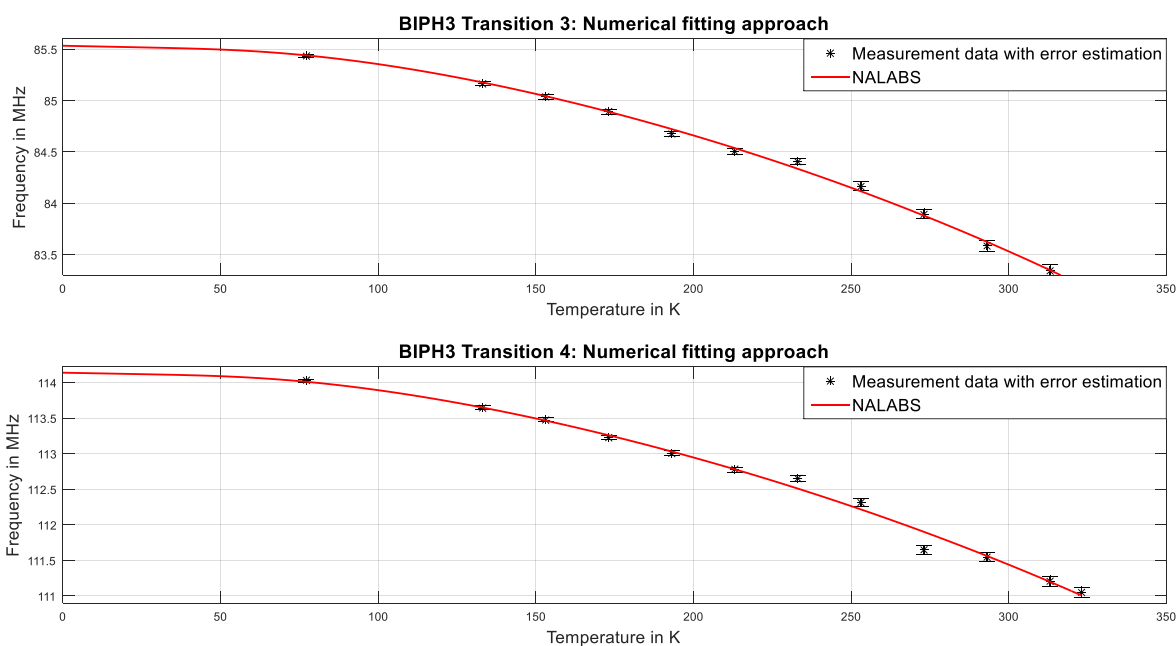 BIPH3 Transition 3: Numerical fitting approach
85.5
85
84.5
84
83.5
Frequency in MHz
Measurement data with error estimation
NALABS
0 50 100 150 200 250 300 350
Temperature in K
BIPH3 Transition 4: Numerical fitting approach
114
113.5
113
112.5
112
111.5
111
Frequency in MHz
Measurement data with error estimation
NALABS
0 50 100 150 200 250 300 350
Temperature in K